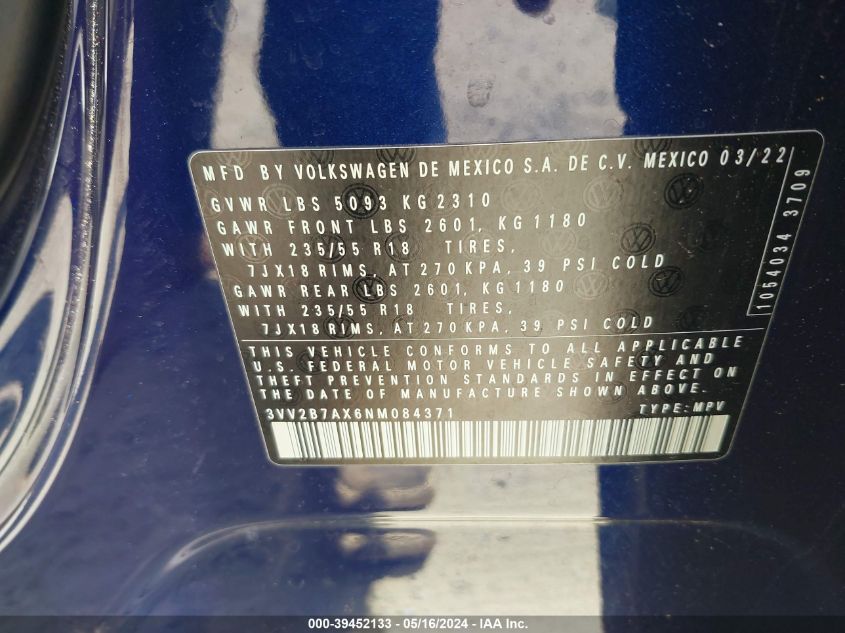 MFD BY VOLKSWAGEN DE MEXICO S.A. DE C.V. MEXICO 03/22
GVWR LBS 5093 KG 2310
GAWR FRONT LBS 2601, KG 1180
WITH 235/55 R18 TIRES,
7JX18 RIMS, AT 270 KPA, 39 PSI COLD
GAWR REAR LBS 2601, KG 1180
WITH 235/55 R18 TIRES,
7JX18 RIMS, AT 270 KPA, 39 PSI COLD
1054034 3709
THIS VEHICLE CONFORMS TO ALL APPLICABLE
U.S. FEDERAL MOTOR VEHICLE SAFETY AND
THEFT PREVENTION STANDARDS IN EFFECT ON
THE DATE OF MANUFACTURE SHOWN ABOVE.
3VV2B7AX6NM084371 TYPE: MPV
000-39452133 - 05/16/2024 - IAA Inc.